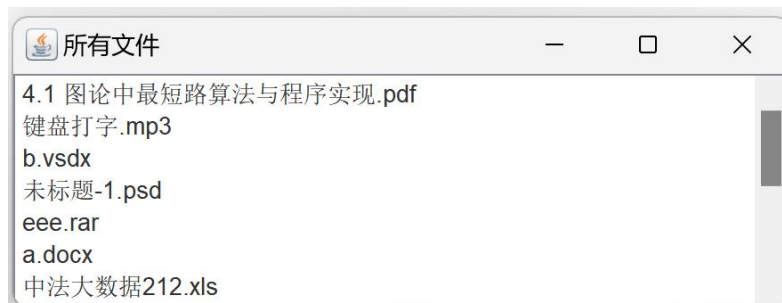 所有文件
4.1 图论中最短路算法与程序实现.pdf
键盘打字.mp3
b.vsdx
未标题-1.psd
eee.rar
a.docx
中法大数据212.xls